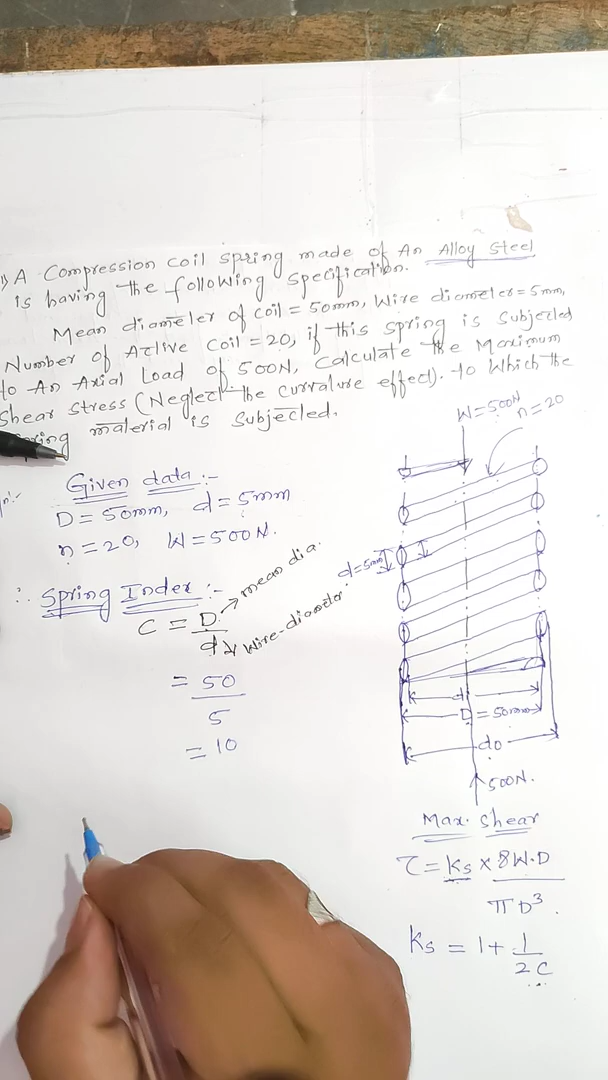 1) A Compression coil spring made of An Alloy Steel
is having the following specification.
Mean diameter of coil = 50mm, Wire diameter = 5mm,
Number of Active coil = 20, if this spring is Subjected
to An Axial Load of 500N, Calculate the Maximum
Shear Stress (Neglect the curvature effect). to Which the
material is Subjected.
Given data :-
D = 50mm, d = 5mm
n = 20, W = 500N.
∴ Spring Index :-
C = D/d
mean dia.
Wire-diameter
= 50/5
= 10
W = 500N
n = 20
d = 5mm
D = 50mm
do
500N.
Max. Shear
τ = Ks × 8W.D/πD³.
Ks = 1 + 1/2C